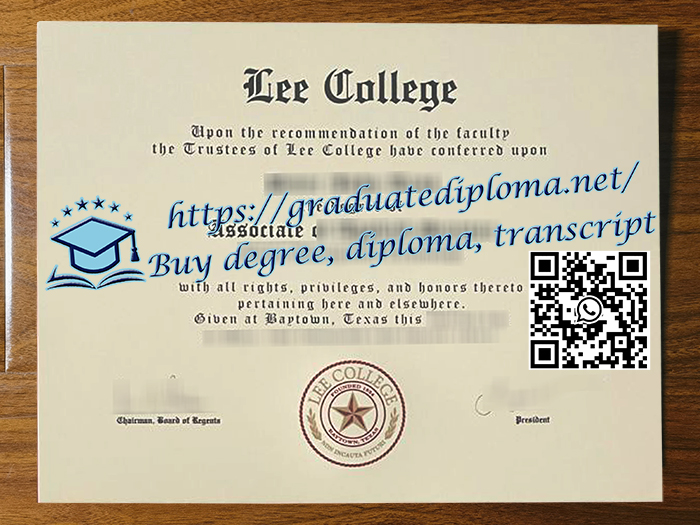 Lee College
Upon the recommendation of the faculty
the Trustees of Lee College have conferred upon
https://graduatediploma.net/
Associate
Buy degree, diploma, transcript
with all rights, privileges, and honors thereto
pertaining here and elsewhere.
Given at Baytown, Texas this
LEE COLLEGE
FOUNDED 1934
BAYTOWN, TEXAS
NON INCAUTA FUTURI
Chairman, Board of Regents
President